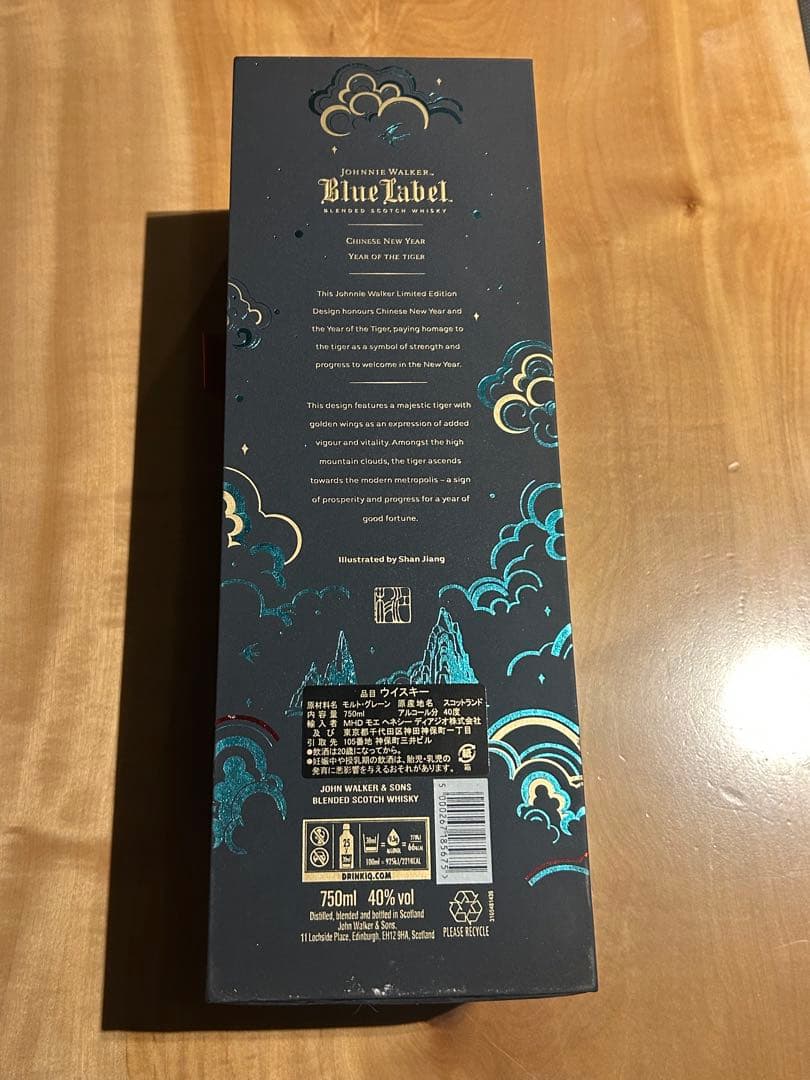 JOHNNIE WALKER™
Blue Label™
BLENDED SCOTCH WHISKY
CHINESE NEW YEAR
YEAR OF THE TIGER
This Johnnie Walker Limited Edition
Design honours Chinese New Year and
the Year of the Tiger, paying homage to
the tiger as a symbol of strength and
progress to welcome in the New Year.
This design features a majestic tiger with
golden wings as an expression of added
vigour and vitality. Amongst the high
mountain clouds, the tiger ascends
towards the modern metropolis – a sign
of prosperity and progress for a year of
good fortune.
Illustrated by Shan Jiang
品目 ウイスキー
原材料名 モルト・グレーン 原産地名 スコットランド
内容量 750ml アルコール分 40度
輸入者 MHD モエ ヘネシー ディアジオ株式会社
及び 東京都千代田区神田神保町一丁目
引取先 105番地 神保町三井ビル
●飲酒は20歳になってから。
●妊娠中や授乳期の飲酒は、胎児・乳児の
発育に悪影響を与えるおそれがあります。
紙
箱
JOHN WALKER & SONS
BLENDED SCOTCH WHISKY
25
30ml
30ml
=
ALCOHOL
=
66KCAL
100ml = 925kJ/221KCAL
DRINKIQ.COM
5000267185675>
750ml 40% vol
Distilled, blended and bottled in Scotland
John Walker & Sons,
11 Lochside Place, Edinburgh, EH12 9HA, Scotland
PLEASE RECYCLE